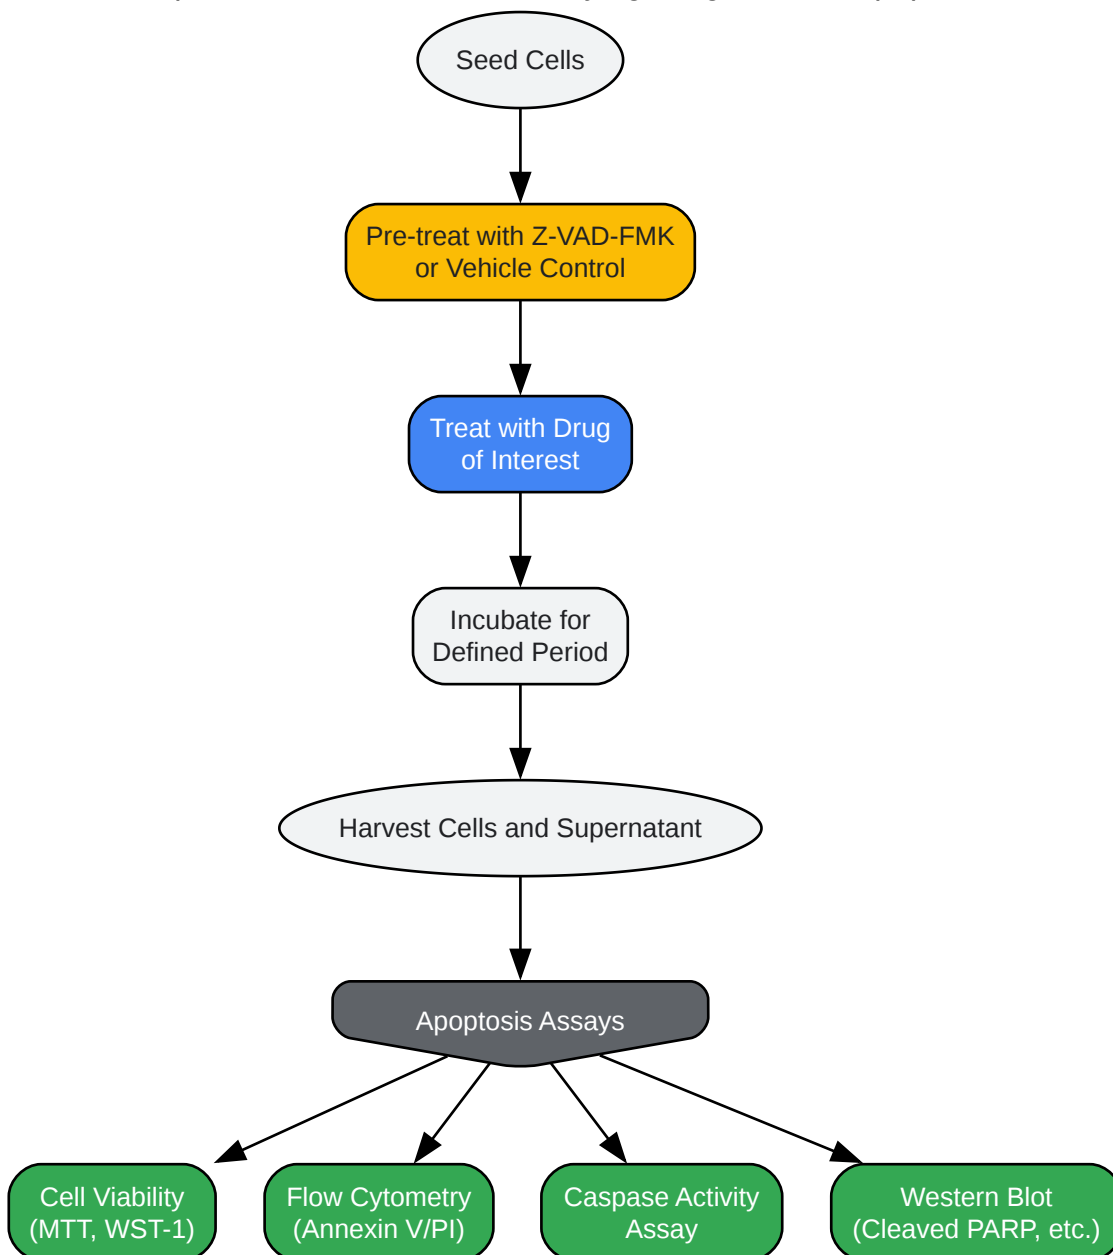 Seed Cells
Pre-treat with Z-VAD-FMK
or Vehicle Control
Treat with Drug
of Interest
Incubate for
Defined Period
Harvest Cells and Supernatant
Apoptosis Assays
Cell Viability
(MTT, WST-1)
Flow Cytometry
(Annexin V/PI)
Caspase Activity
Assay
Western Blot
(Cleaved PARP, etc.)